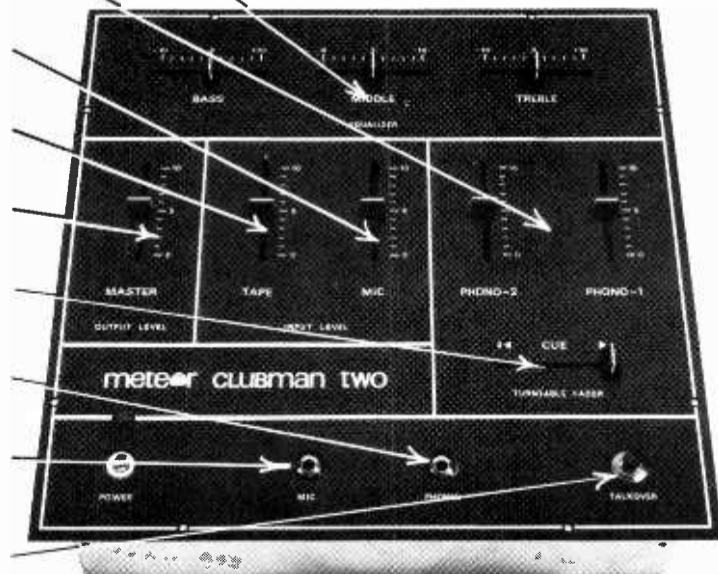 BASS MIDDLE TREBLE
EQUALIZER
MASTER TAPE MIC PHONO-2 PHONO-1
OUTPUT LEVEL INPUT LEVEL
CUE
TURNTABLE FADER
meteor CLUBMAN TWO
POWER MIC PHONES TALKOVER